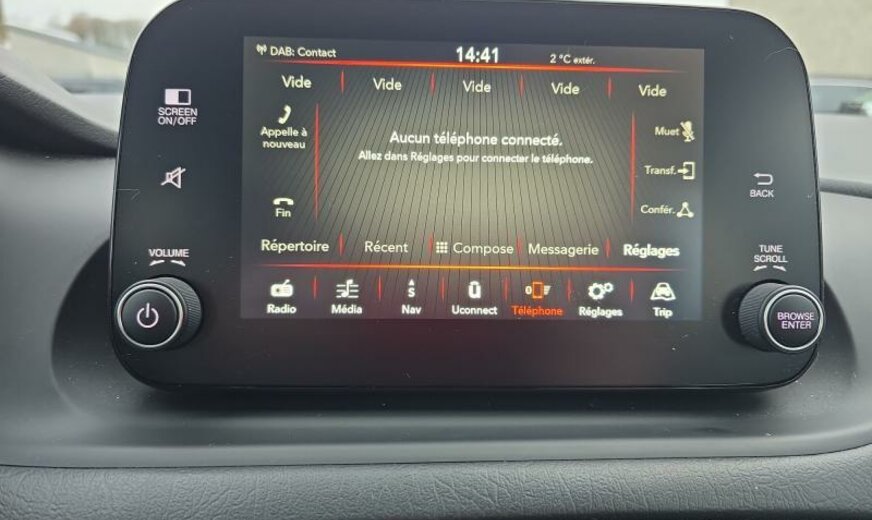 DAB: Contact 14:41 2 °C extér.
Vide Vide Vide Vide Vide
SCREEN
ON/OFF
Appelle à
nouveau
Aucun téléphone connecté.
Allez dans Réglages pour connecter le téléphone.
Muet
Transf.
BACK
Fin
Confér.
Répertoire Récent Compose Messagerie Réglages
VOLUME
TUNE
SCROLL
S
Radio Média Nav Uconnect Téléphone Réglages Trip
BROWSE
ENTER